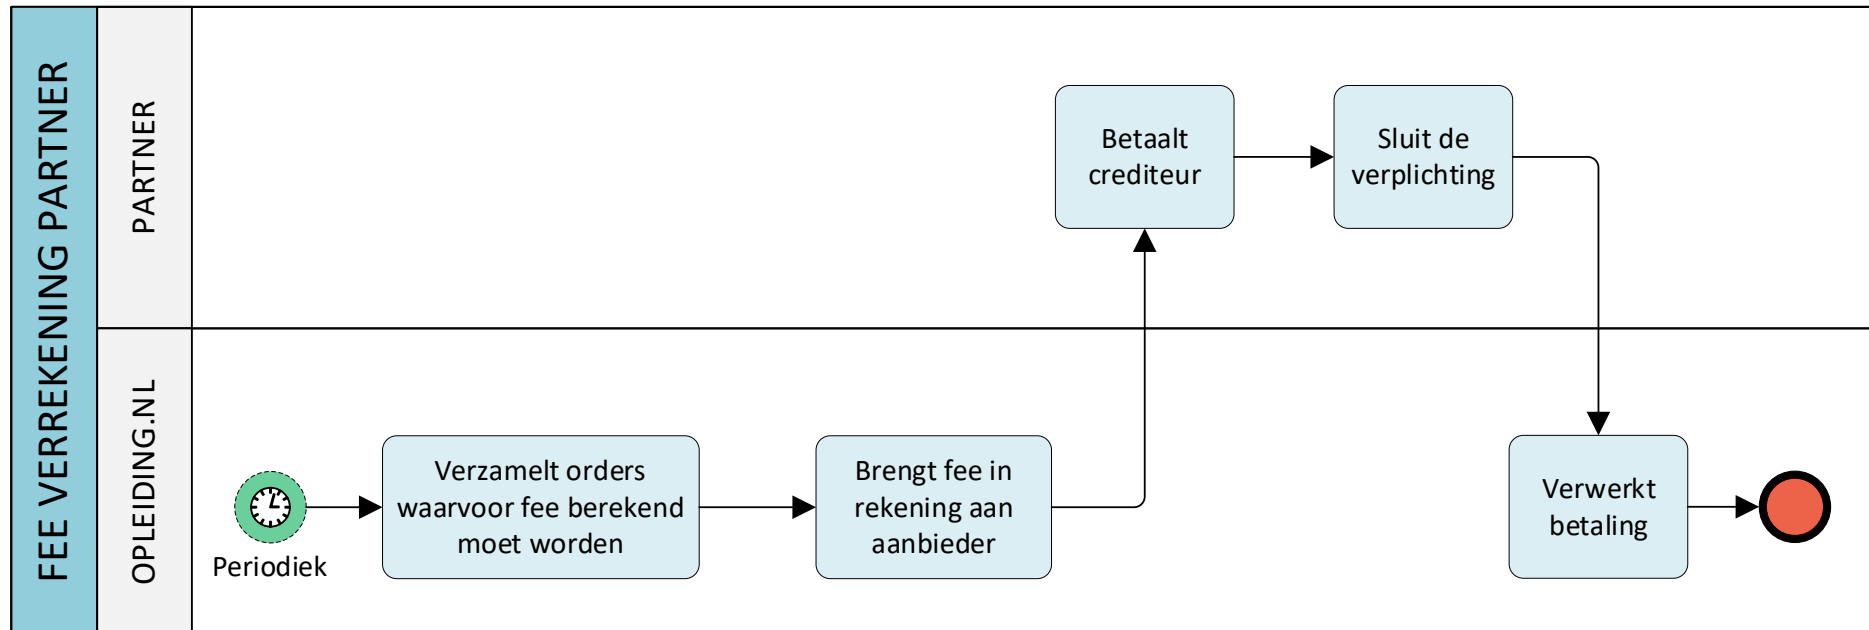 FEE VERREKENING PARTNER
PARTNER
Betaalt
crediteur
Sluit de
verplichting
OPLEIDING.NL
Periodiek
Verzamelt orders
waarvoor fee berekend
moet worden
Brengt fee in
rekening aan
aanbieder
Verwerkt
betaling